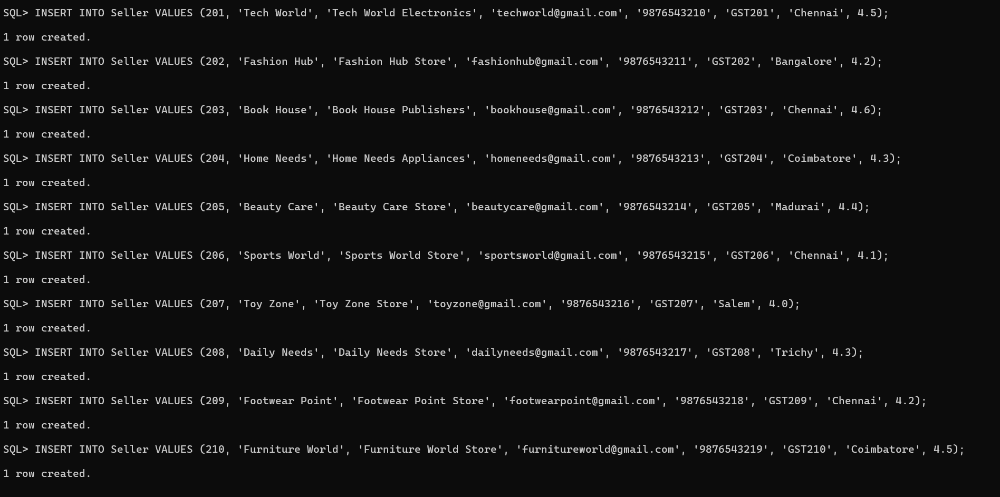 SQL> INSERT INTO Seller VALUES (201, 'Tech World', 'Tech World Electronics', 'techworld@gmail.com', '9876543210', 'GST201', 'Chennai', 4.5);
1 row created.
SQL> INSERT INTO Seller VALUES (202, 'Fashion Hub', 'Fashion Hub Store', 'fashionhub@gmail.com', '9876543211', 'GST202', 'Bangalore', 4.2);
1 row created.
SQL> INSERT INTO Seller VALUES (203, 'Book House', 'Book House Publishers', 'bookhouse@gmail.com', '9876543212', 'GST203', 'Chennai', 4.6);
1 row created.
SQL> INSERT INTO Seller VALUES (204, 'Home Needs', 'Home Needs Appliances', 'homeneeds@gmail.com', '9876543213', 'GST204', 'Coimbatore', 4.3);
1 row created.
SQL> INSERT INTO Seller VALUES (205, 'Beauty Care', 'Beauty Care Store', 'beautycare@gmail.com', '9876543214', 'GST205', 'Madurai', 4.4);
1 row created.
SQL> INSERT INTO Seller VALUES (206, 'Sports World', 'Sports World Store', 'sportsworld@gmail.com', '9876543215', 'GST206', 'Chennai', 4.1);
1 row created.
SQL> INSERT INTO Seller VALUES (207, 'Toy Zone', 'Toy Zone Store', 'toyzone@gmail.com', '9876543216', 'GST207', 'Salem', 4.0);
1 row created.
SQL> INSERT INTO Seller VALUES (208, 'Daily Needs', 'Daily Needs Store', 'dailyneeds@gmail.com', '9876543217', 'GST208', 'Trichy', 4.3);
1 row created.
SQL> INSERT INTO Seller VALUES (209, 'Footwear Point', 'Footwear Point Store', 'footwearpoint@gmail.com', '9876543218', 'GST209', 'Chennai', 4.2);
1 row created.
SQL> INSERT INTO Seller VALUES (210, 'Furniture World', 'Furniture World Store', 'furnitureworld@gmail.com', '9876543219', 'GST210', 'Coimbatore', 4.5);
1 row created.